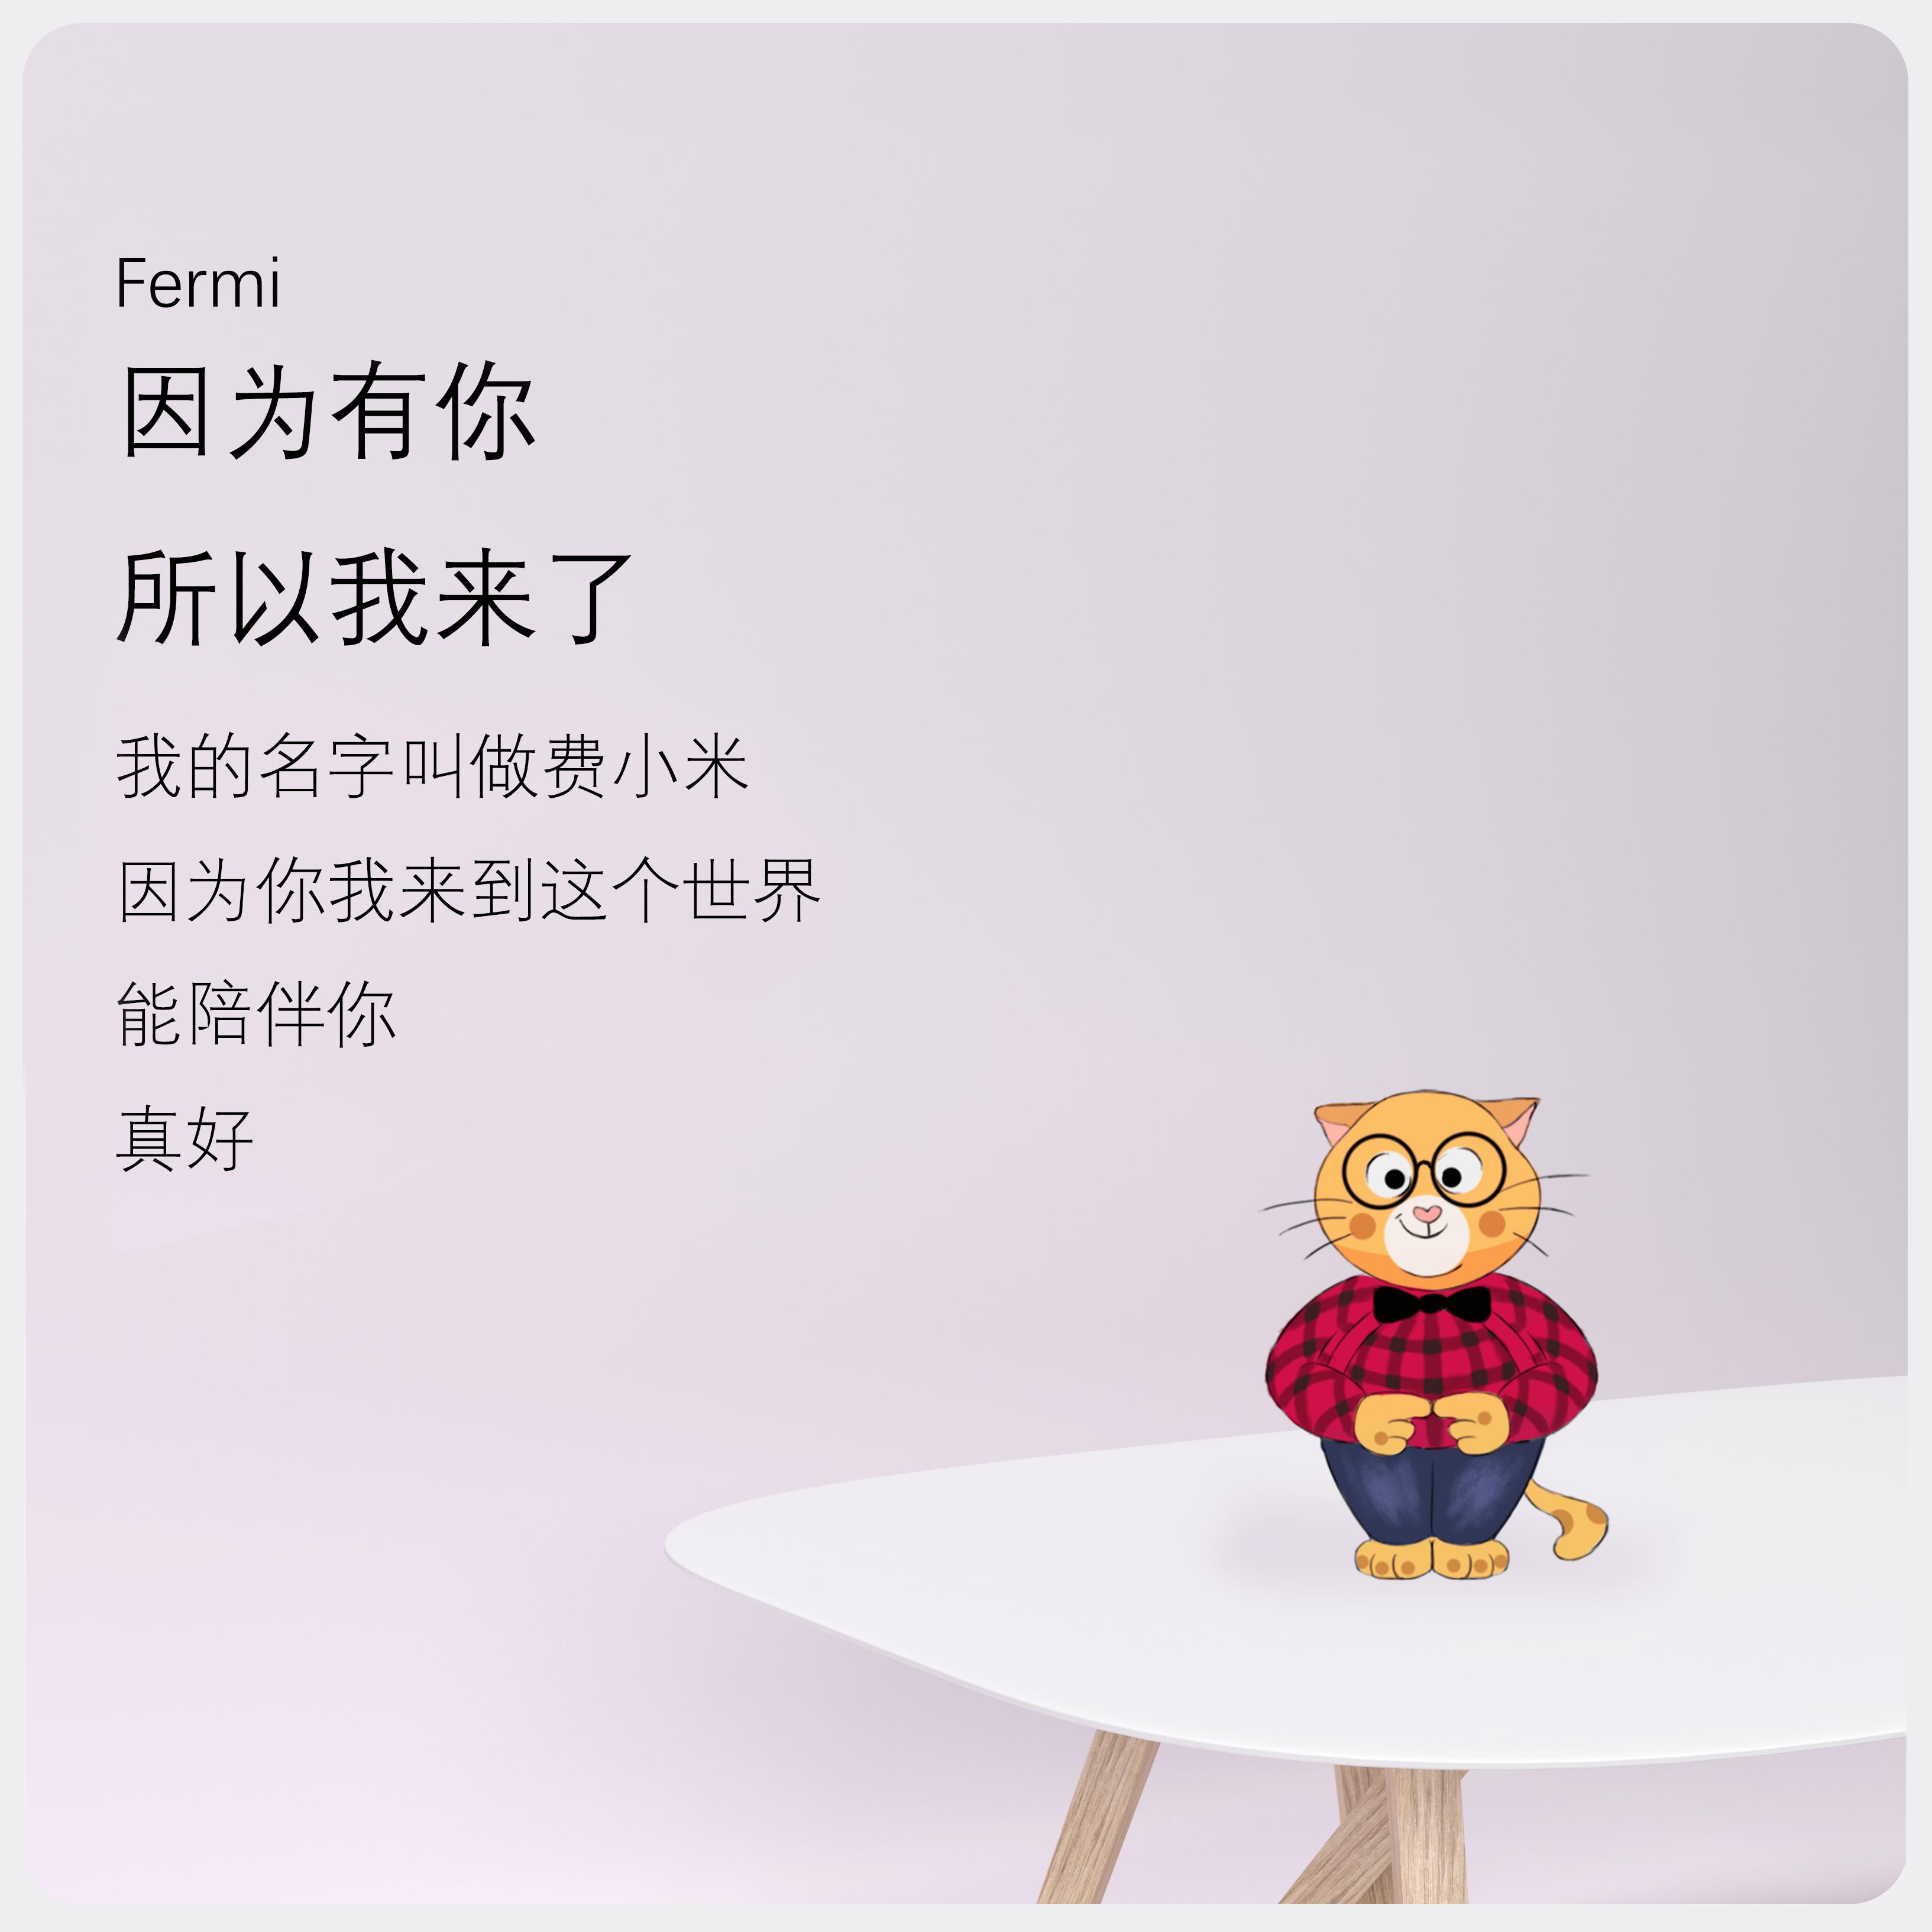 Fermi
因为有你
所以我来了
我的名字叫做费小米
因为你我来到这个世界
能陪伴你
真好